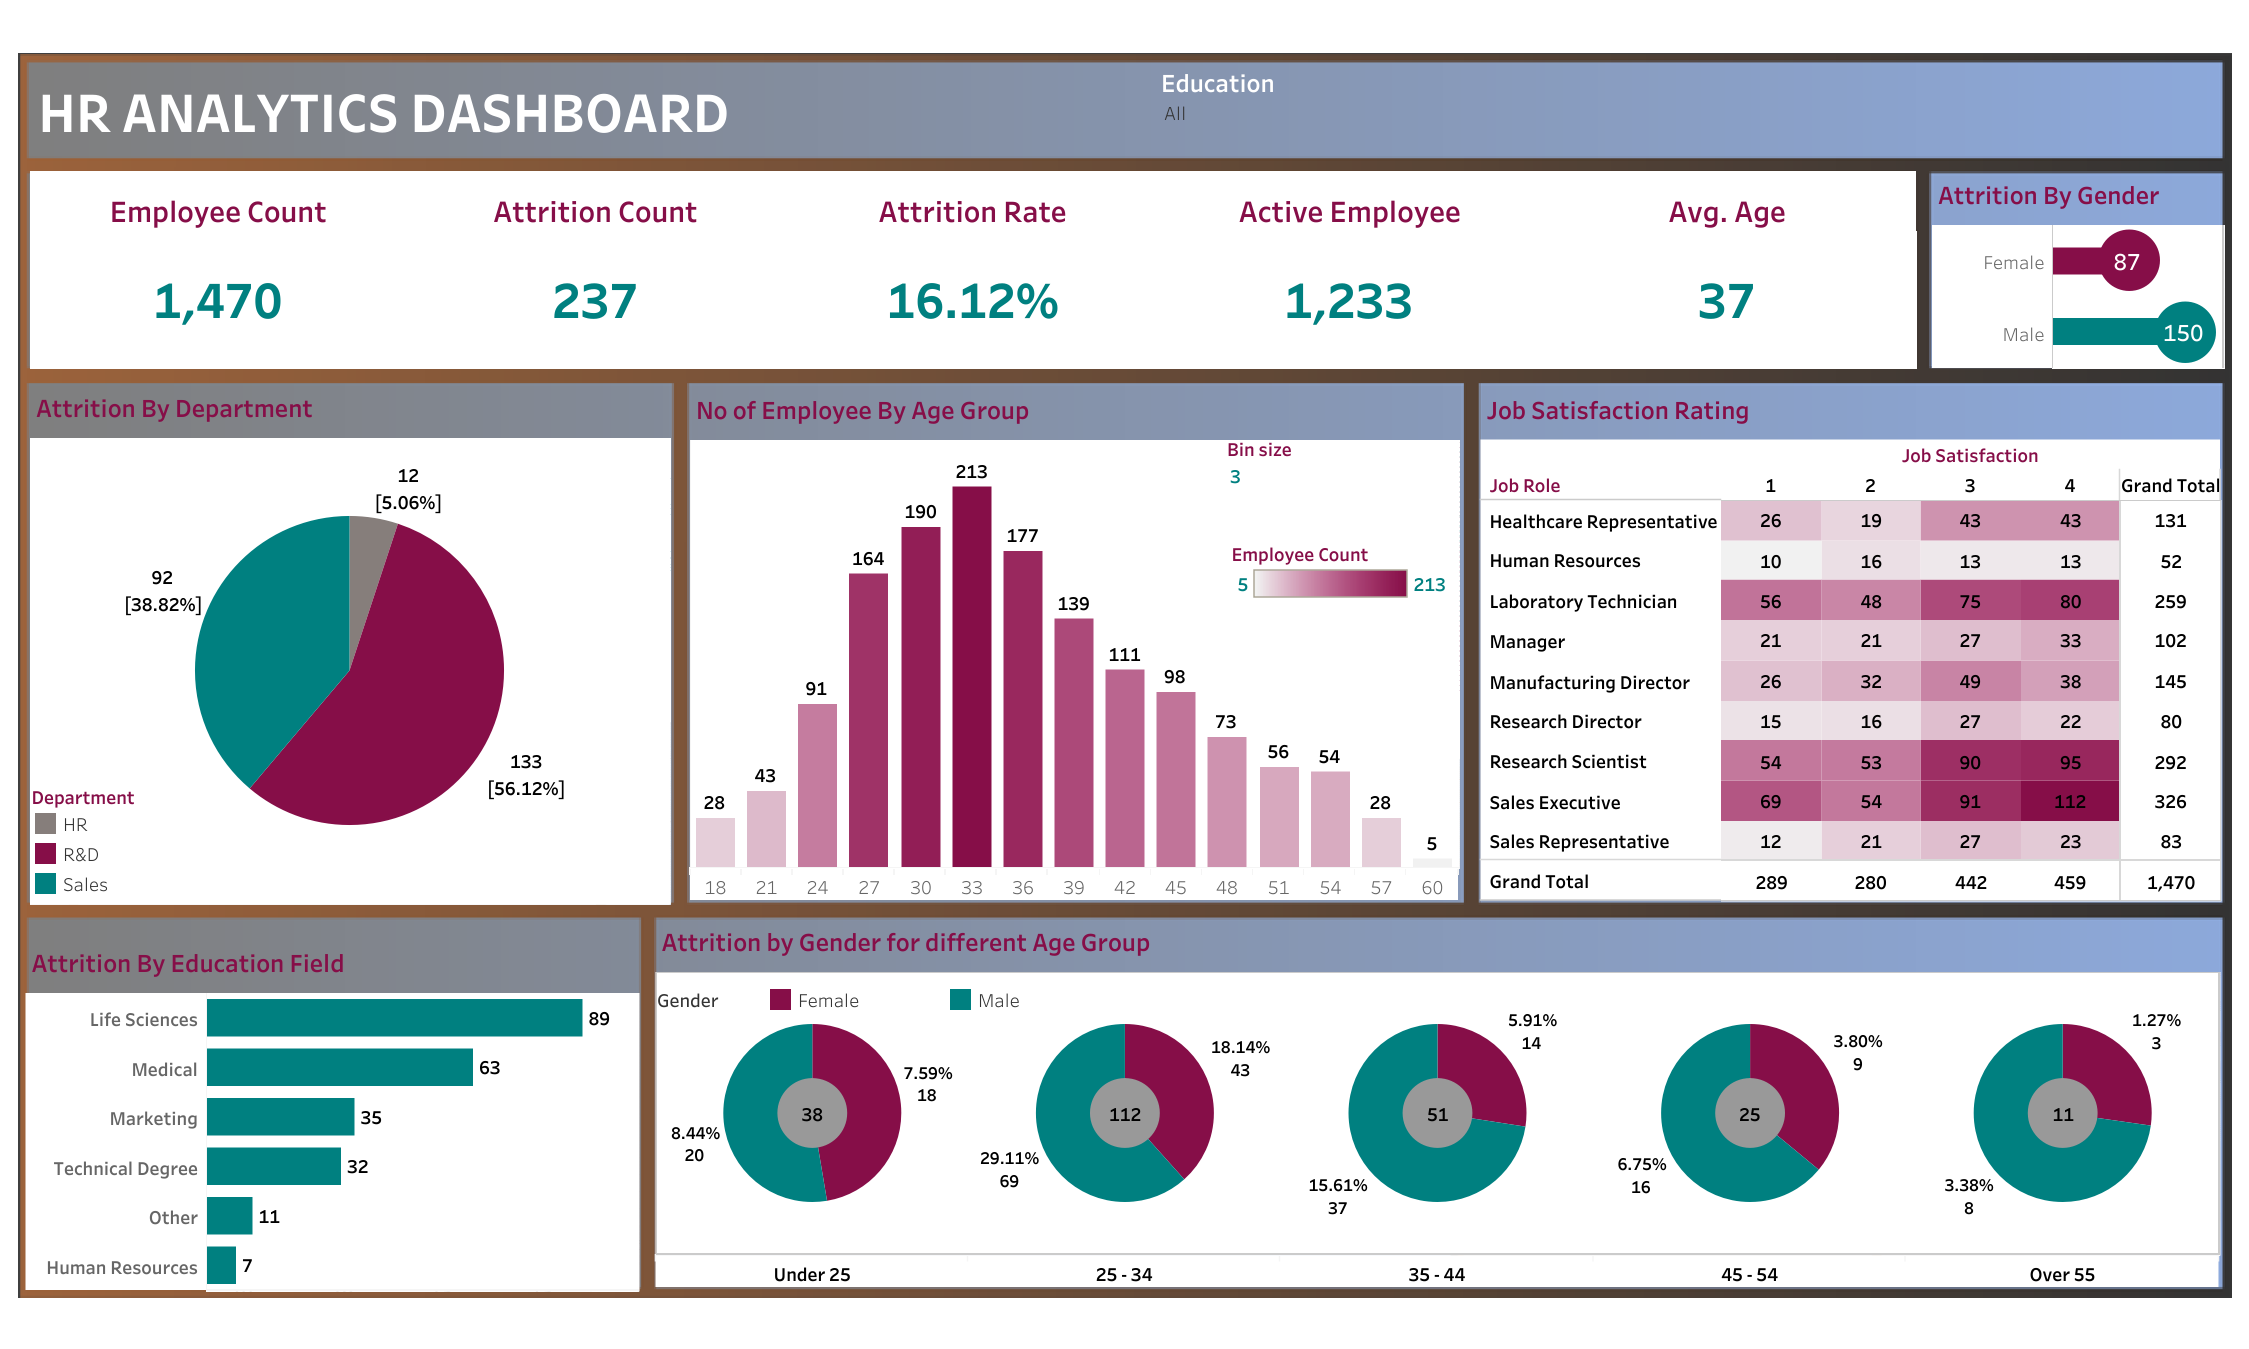 HR ANALYTICS DASHBOARD
Education
All
Employee Count
Attrition Count
Attrition Rate
Active Employee
Avg. Age
1,470
237
16.12%
1,233
37
Attrition By Gender
Female 87
Male 150
Attrition By Department
12
[5.06%]
92
[38.82%]
133
[56.12%]
Department
HR
R&D
Sales
No of Employee By Age Group
Bin size
3
Employee Count
5 213
28 43 91 164 190 213 177 139 111 98 73 56 54 28 5
18 21 24 27 30 33 36 39 42 45 48 51 54 57 60
Job Satisfaction Rating
Job Satisfaction
Job Role 1 2 3 4 Grand Total
Healthcare Representative 26 19 43 43 131
Human Resources 10 16 13 13 52
Laboratory Technician 56 48 75 80 259
Manager 21 21 27 33 102
Manufacturing Director 26 32 49 38 145
Research Director 15 16 27 22 80
Research Scientist 54 53 90 95 292
Sales Executive 69 54 91 112 326
Sales Representative 12 21 27 23 83
Grand Total 289 280 442 459 1,470
Attrition By Education Field
Life Sciences 89
Medical 63
Marketing 35
Technical Degree 32
Other 11
Human Resources 7
Attrition by Gender for different Age Group
Gender Female Male
7.59%
18
38
8.44%
20
18.14%
43
112
29.11%
69
5.91%
14
51
15.61%
37
3.80%
9
25
6.75%
16
1.27%
3
11
3.38%
8
Under 25 25 - 34 35 - 44 45 - 54 Over 55